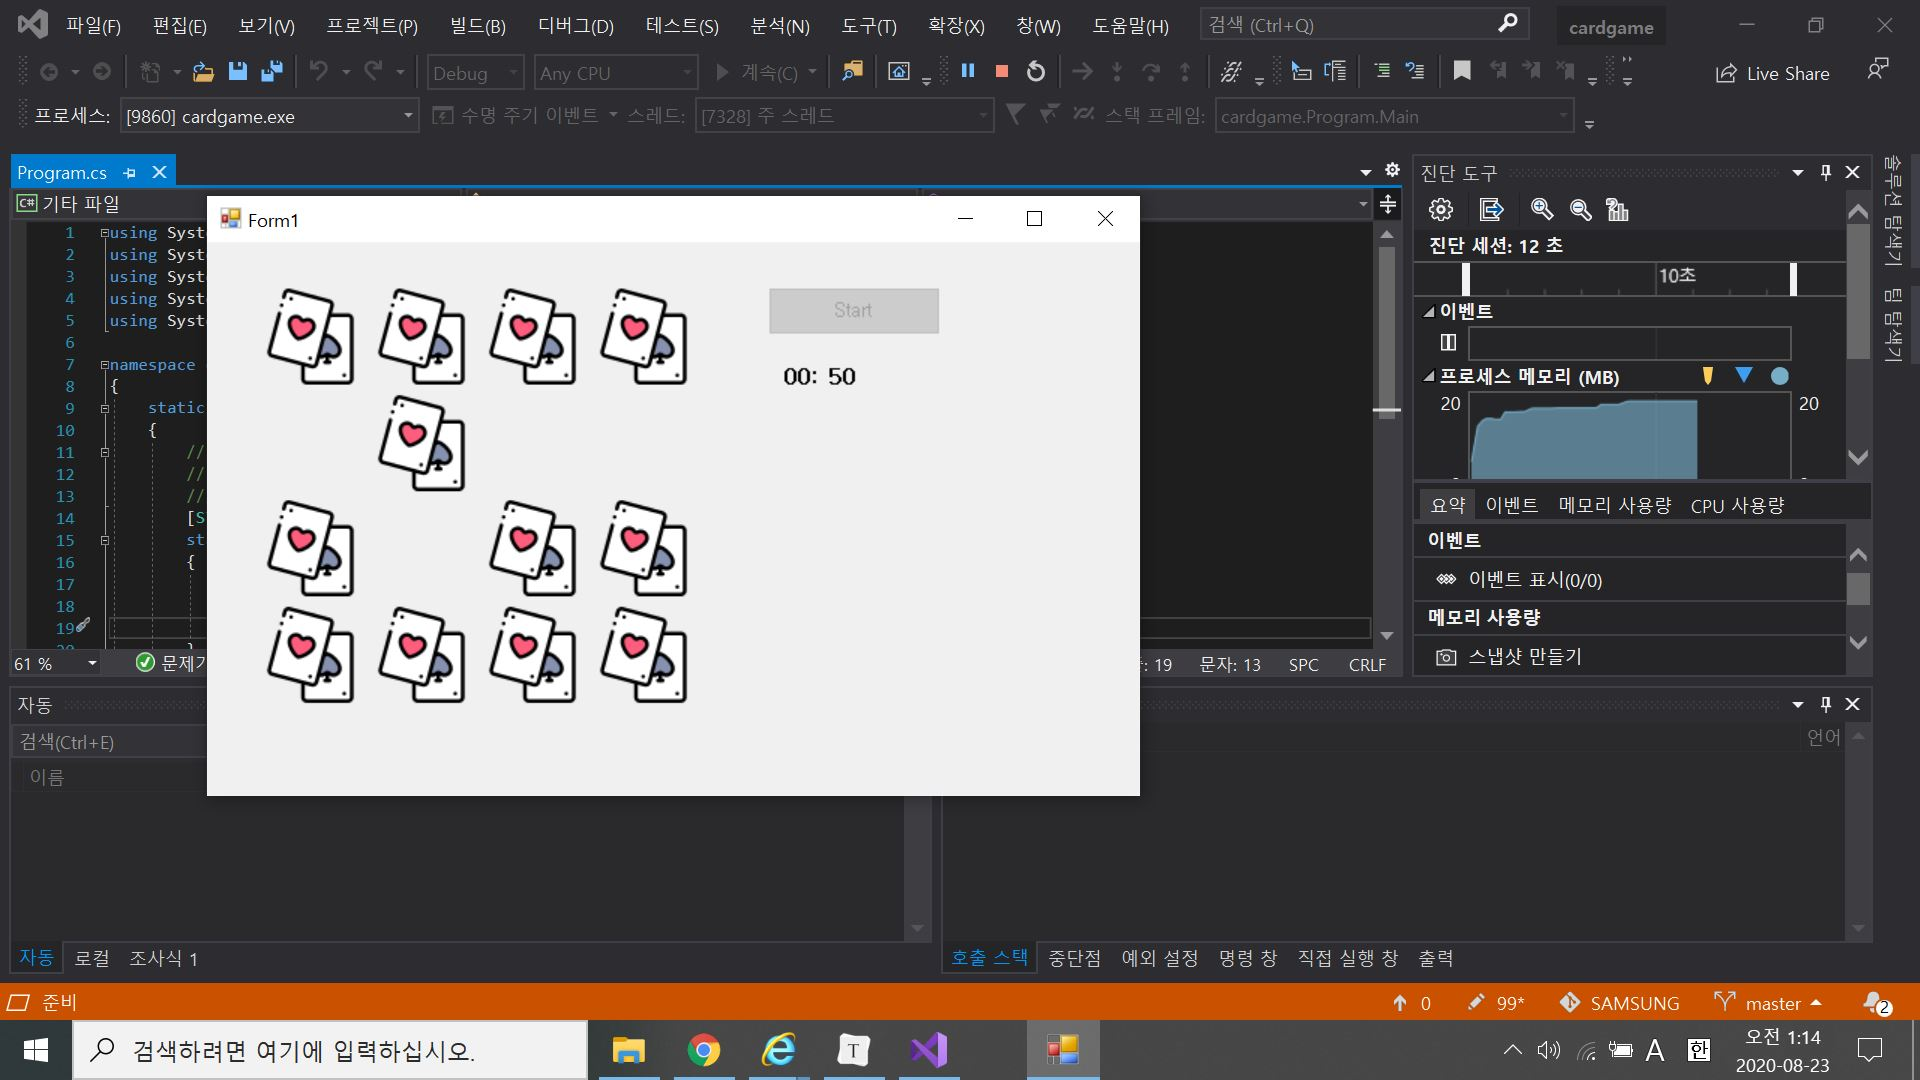 파일(F) 편집(E) 보기(V) 프로젝트(P) 빌드(B) 디버그(D) 테스트(S) 분석(N) 도구(T) 확장(X) 창(W) 도움말(H) 검색 (Ctrl+Q) cardgame
Debug Any CPU 계속(C) Live Share
프로세스: [9860] cardgame.exe 수명 주기 이벤트 스레드: [7328] 주 스레드 스택 프레임: cardgame.Program.Main
Program.cs
C# 기타 파일
Form1
1 using Syst
2 using Syst
3 using Syst
4 using Syst
5 using Syst
6
7 namespace
8 {
9 static
10 {
11 //
12 //
13 //
14 [S
15 st
16 {
17
18
19
Start
00: 50
61 % 문제가
: 19 문자: 13 SPC CRLF
진단 도구
진단 세션: 12 초
10초
이벤트
프로세스 메모리 (MB)
20 20
요약 이벤트 메모리 사용량 CPU 사용량
이벤트
이벤트 표시(0/0)
메모리 사용량
스냅샷 만들기
솔루션 탐색기
팀 탐색기
자동
검색(Ctrl+E)
이름
언어
자동 로컬 조사식 1
호출 스택 중단점 예외 설정 명령 창 직접 실행 창 출력
준비 0 99* SAMSUNG master 2
검색하려면 여기에 입력하십시오.
T
A 한
오전 1:14
2020-08-23